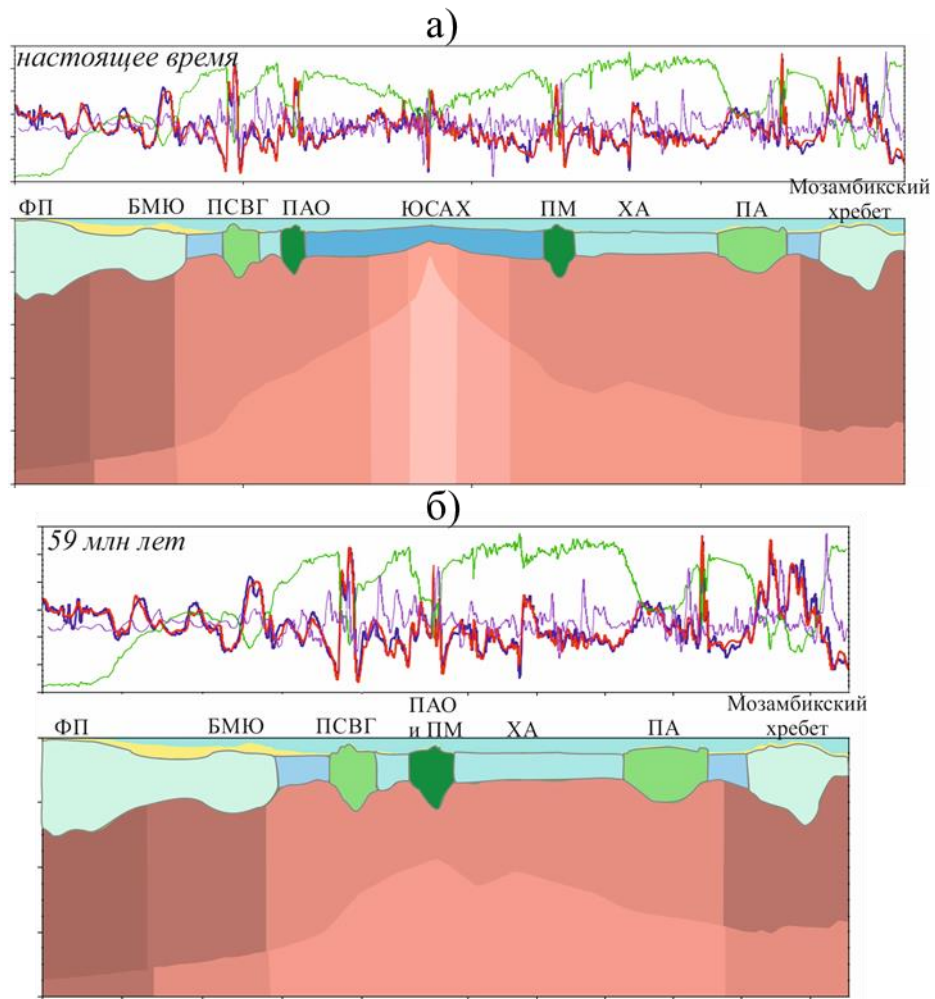 а)
настоящее время
Мозамбикский
ФП БМЮ ПСВГ ПАО ЮСАХ ПМ ХА ПА хребет
б)
59 млн лет
ПАО Мозамбикский
ФП БМЮ ПСВГ и ПМ ХА ПА хребет